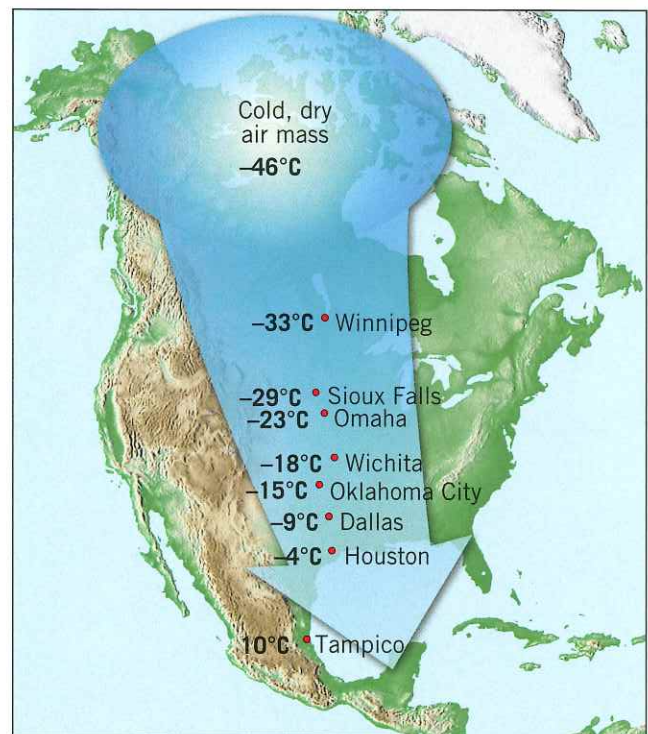 Cold, dry
air mass
–46°C
–33°C Winnipeg
–29°C Sioux Falls
–23°C Omaha
–18°C Wichita
–15°C Oklahoma City
–9°C Dallas
–4°C Houston
10°C Tampico